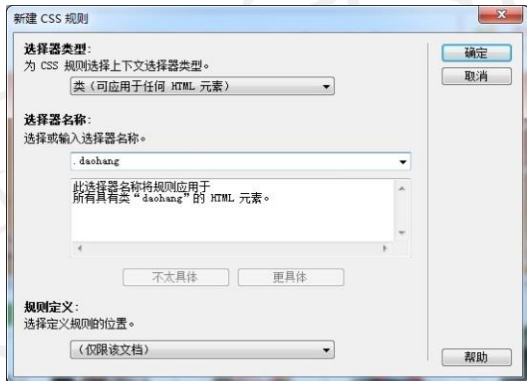 新建 CSS 规则
选择器类型:
为 CSS 规则选择上下文选择器类型。
类（可应用于任何 HTML 元素）
确定
取消
选择器名称:
选择或输入选择器名称。
.daohang
此选择器名称将规则应用于
所有具有类“daohang”的 HTML 元素。
不太具体
更具体
规则定义:
选择定义规则的位置。
（仅限该文档）
帮助